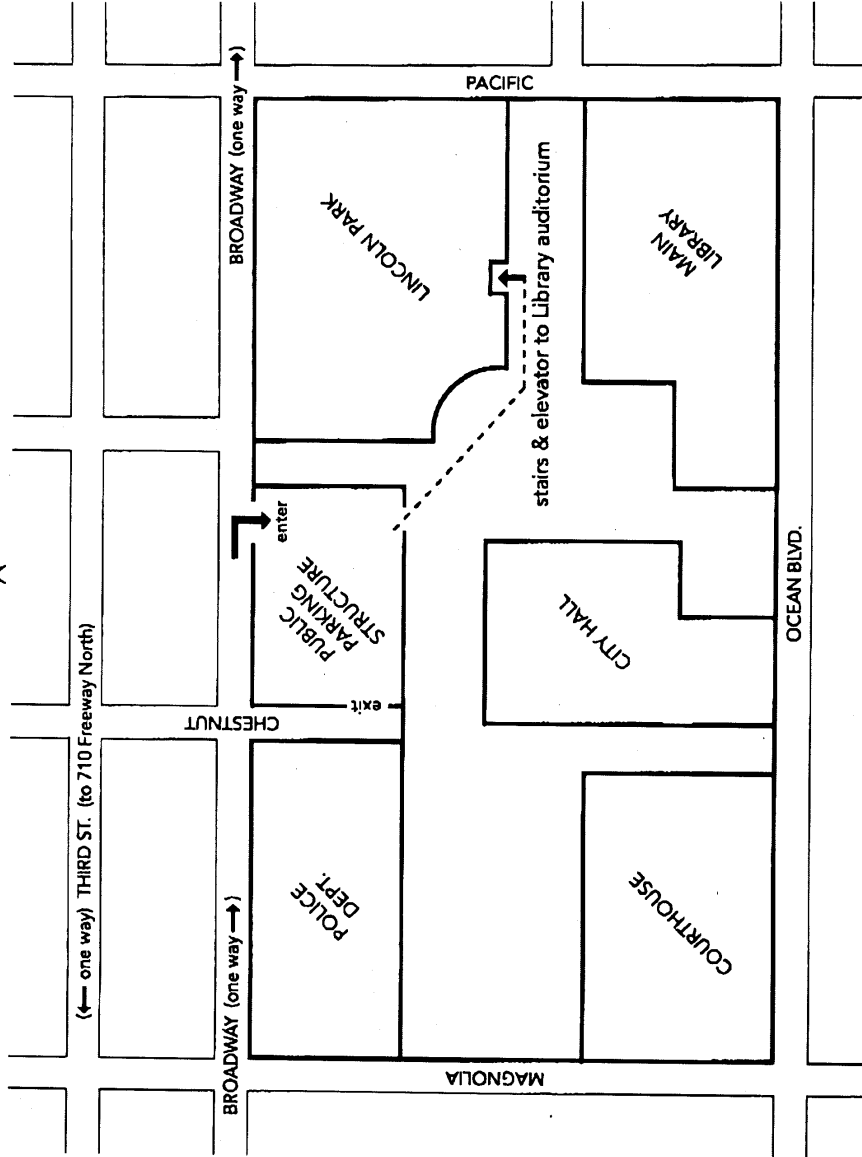 PACIFIC
BROADWAY (one way →)
LINCOLN PARK
stairs & elevator to Library auditorium
MAIN
LIBRARY
enter
PUBLIC
PARKING
STRUCTURE
exit
CHESTNUT
CITY HALL
OCEAN BLVD.
(← one way) THIRD ST. (to 710 Freeway North)
POLICE
DEPT.
COURTHOUSE
BROADWAY (one way →)
MAGNOLIA